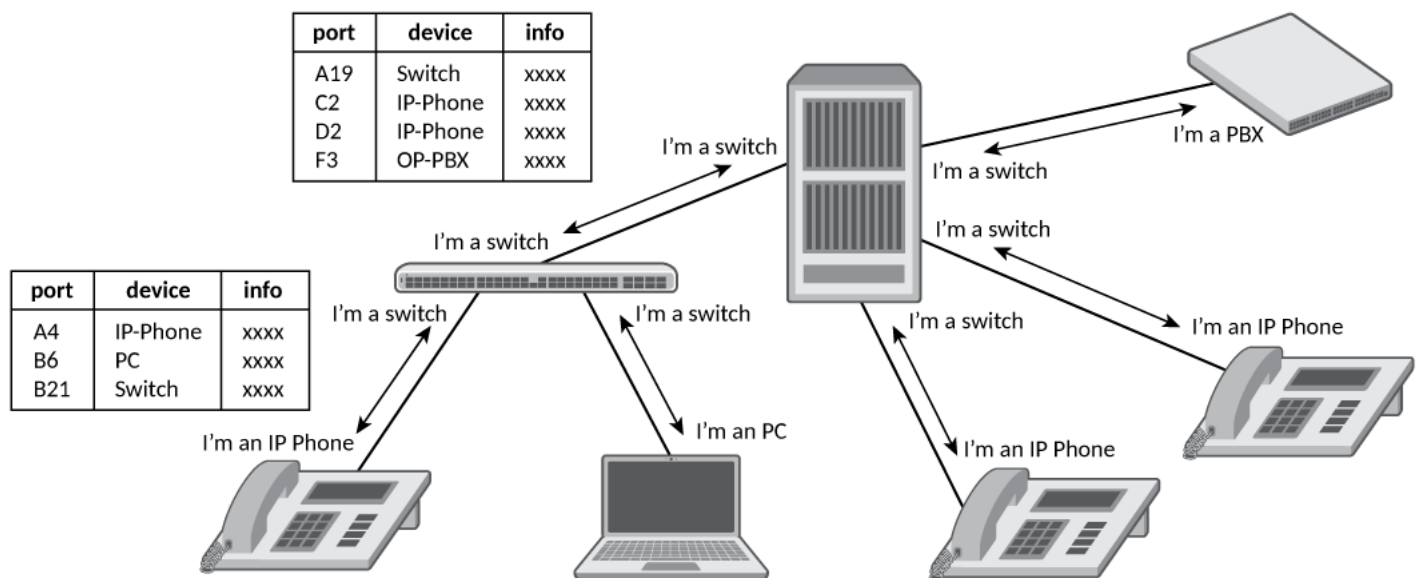 port device info
A19 Switch xxxx
C2 IP-Phone xxxx
D2 IP-Phone xxxx
F3 OP-PBX xxxx
I'm a PBX
I'm a switch
I'm a switch
I'm a switch
I'm a switch
port device info
A4 IP-Phone xxxx
B6 PC xxxx
B21 Switch xxxx
I'm a switch
I'm a switch
I'm a switch
I'm an IP Phone
I'm an IP Phone
I'm an PC
I'm an IP Phone